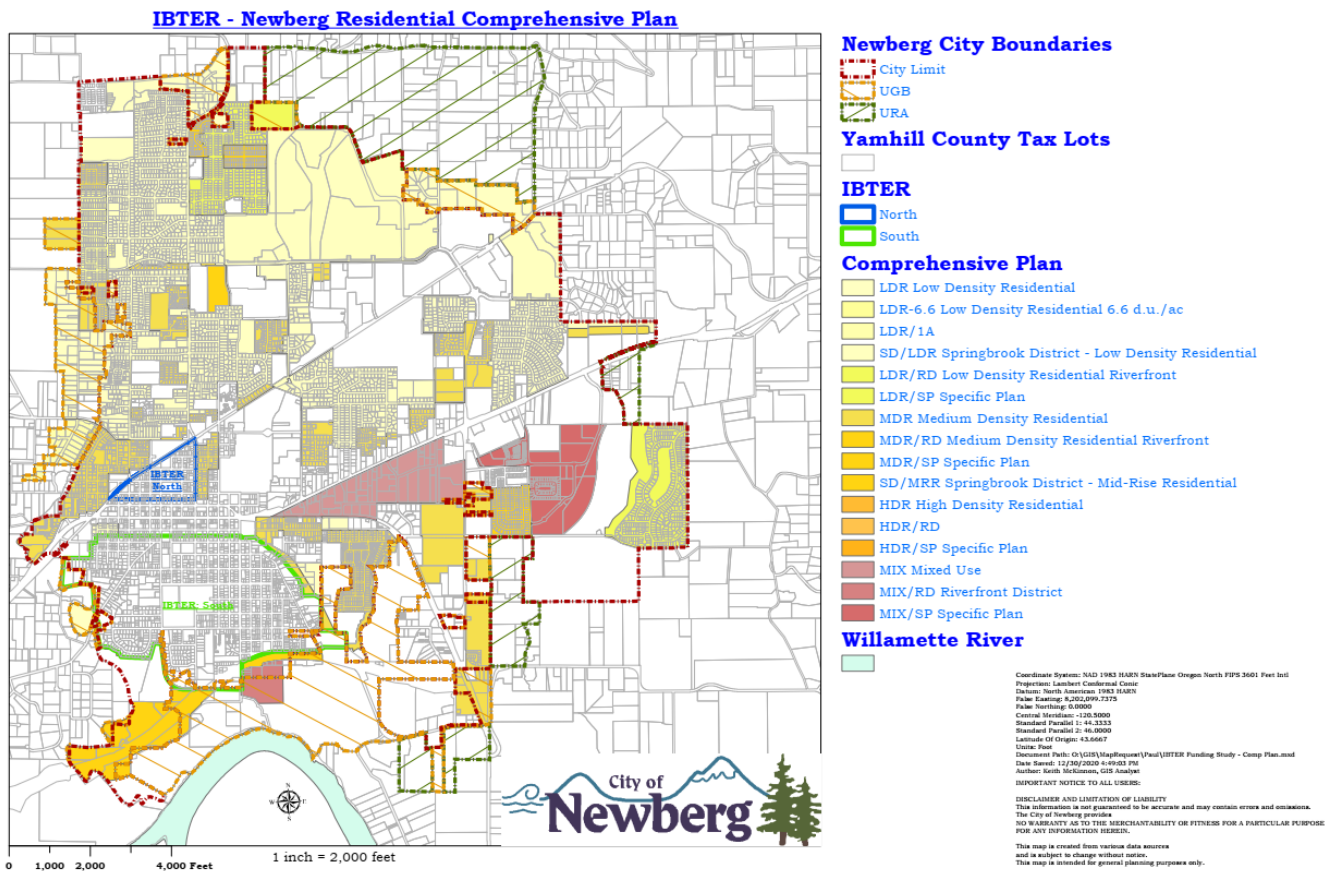 IBTER - Newberg Residential Comprehensive Plan
Newberg City Boundaries
City Limit
UGB
URA
Yamhill County Tax Lots
IBTER
North
South
Comprehensive Plan
LDR Low Density Residential
LDR-6.6 Low Density Residential 6.6 d.u./ac
LDR/1A
SD/LDR Springbrook District - Low Density Residential
LDR/RD Low Density Residential Riverfront
LDR/SP Specific Plan
MDR Medium Density Residential
MDR/RD Medium Density Residential Riverfront
MDR/SP Specific Plan
SD/MRR Springbrook District - Mid-Rise Residential
HDR High Density Residential
HDR/RD
HDR/SP Specific Plan
MIX Mixed Use
MIX/RD Riverfront District
MIX/SP Specific Plan
Willamette River
IBTER
North
IBTER: South
N
W
E
S
City of
Newberg
0 1,000 2,000 4,000 Feet
1 inch = 2,000 feet
Coordinate System: NAD 1983 HARN StatePlane Oregon North FIPS 3601 Feet Intl
Projection: Lambert Conformal Conic
Datum: North American 1983 HARN
False Easting: 8,202,099.7375
False Northing: 0.0000
Central Meridian: -120.5000
Standard Parallel 1: 44.3333
Standard Parallel 2: 46.0000
Latitude Of Origin: 43.6667
Units: Foot
Document Path: O:\GIS\MapRequest\Paul\IBTER Funding Study - Comp Plan.mxd
Date Saved: 12/30/2020 4:49:03 PM
Author: Keith McKinnon, GIS Analyst
IMPORTANT NOTICE TO ALL USERS:
DISCLAIMER AND LIMITATION OF LIABILITY
This information is not guaranteed to be accurate and may contain errors and omissions.
The City of Newberg provides
NO WARRANTY AS TO THE MERCHANTABILITY OR FITNESS FOR A PARTICULAR PURPOSE
FOR ANY INFORMATION HEREIN.
This map is created from various data sources
and is subject to change without notice.
This map is intended for general planning purposes only.